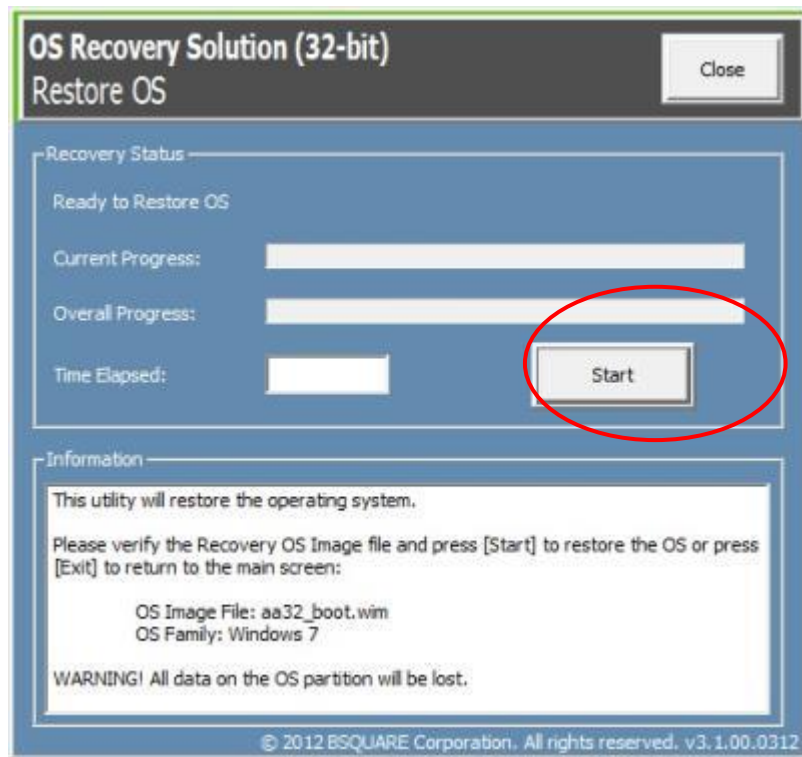 OS Recovery Solution (32-bit)
Restore OS
Close
Recovery Status
Ready to Restore OS
Current Progress:
Overall Progress:
Time Elapsed:
Start
Information
This utility will restore the operating system.
Please verify the Recovery OS Image file and press [Start] to restore the OS or press
[Exit] to return to the main screen:
OS Image File: aa32_boot.wim
OS Family: Windows 7
WARNING! All data on the OS partition will be lost.
© 2012 BSQUARE Corporation. All rights reserved. v3.1.00.0312